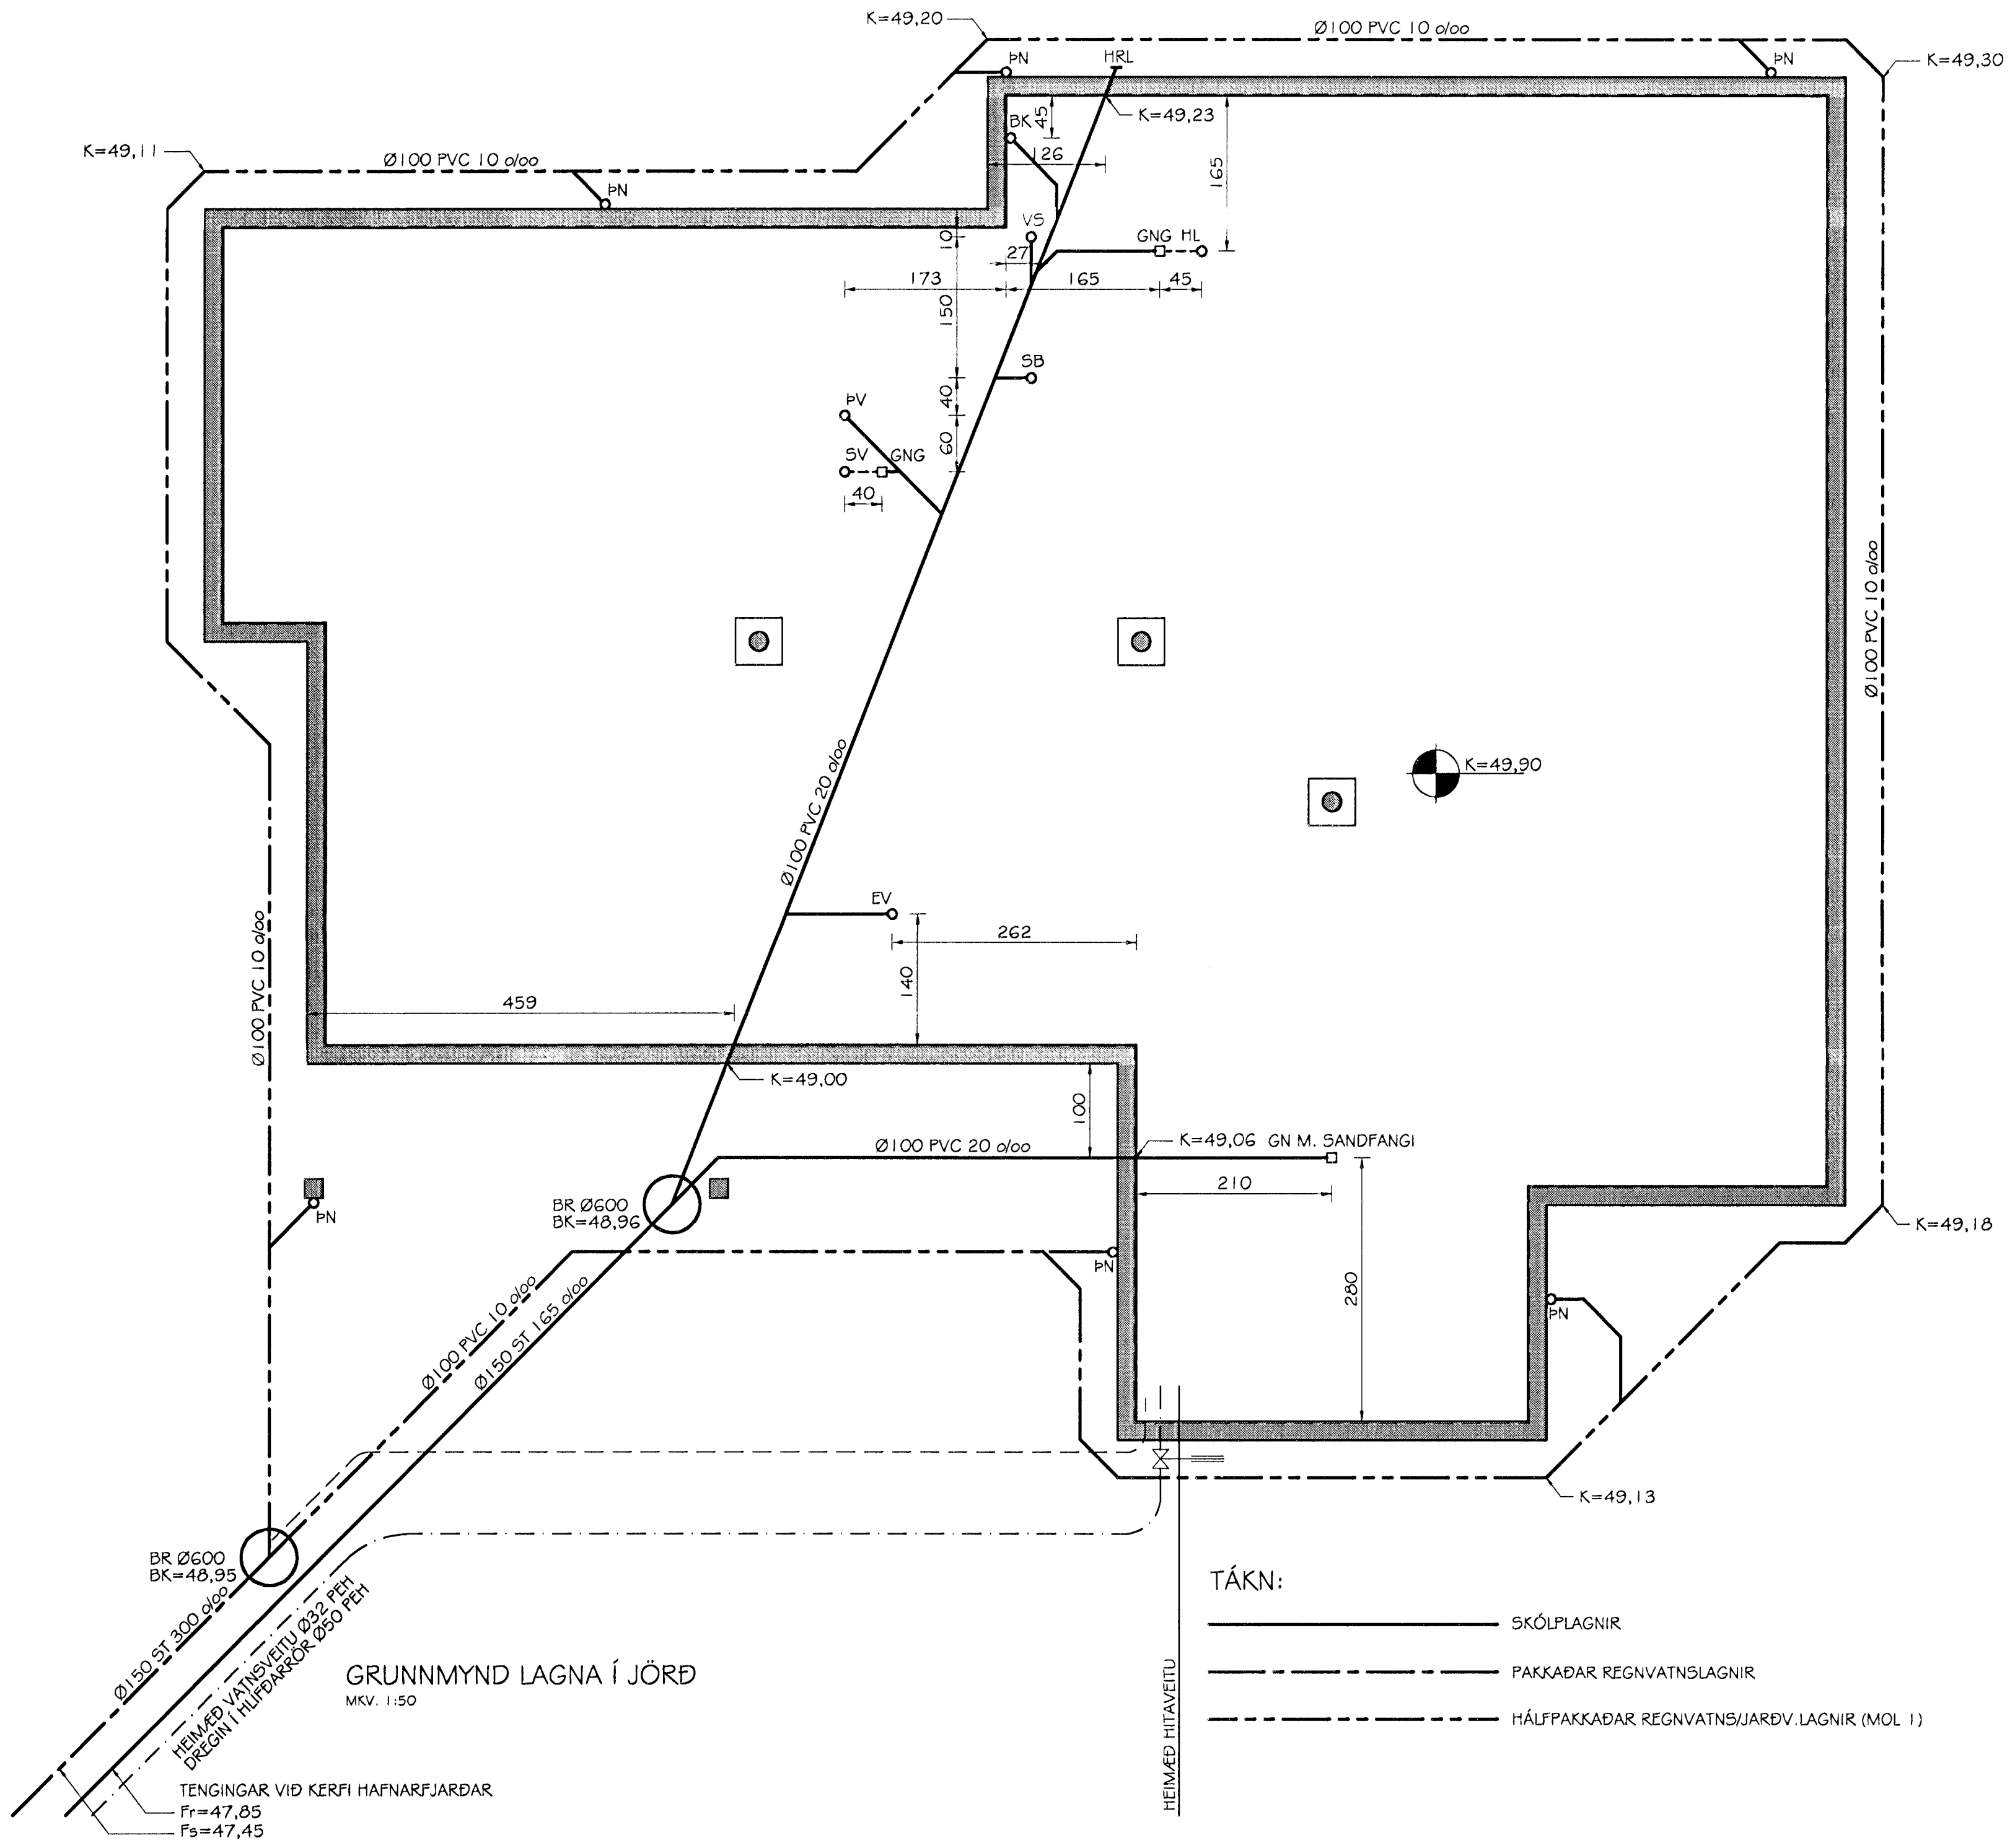 K=49,20
Ø100 PVC 10 o/oo
ÞN
HRL
ÞN
K=49,30
K=49,23
BK
45
126
165
K=49,11
Ø100 PVC 10 o/oo
ÞN
VS
GNG HL
10
27
173
165
45
150
SB
40
ÞV
60
SV GNG
40
Ø100 PVC 10 o/oo
Ø100 PVC 20 o/oo
K=49,90
EV
262
140
Ø100 PVC 10 o/oo
459
K=49,00
100
K=49,06 GN M. SANDFANGI
Ø100 PVC 20 o/oo
210
BR Ø600
BK=48,96
ÞN
K=49,18
ÞN
280
ÞN
Ø100 PVC 10 o/oo
Ø150 ST 165 o/oo
K=49,13
BR Ø600
BK=48,95
Ø150 ST 300 o/oo
HEIMÆÐ VATNSVEITU Ø32 PEH
DREGIN Í HLÍFÐARRÖR Ø50 PEH
HEIMÆÐ HITAVEITU
TÁKN:
SKÓLPLAGNIR
PAKKAÐAR REGNVATNSLAGNIR
HÁLFPAKKAÐAR REGNVATNS/JARÐV.LAGNIR (MOL 1)
GRUNNMYND LAGNA Í JÖRÐ
MKV. 1:50
TENGINGAR VIÐ KERFI HAFNARFJARÐAR
Fr=47,85
Fs=47,45